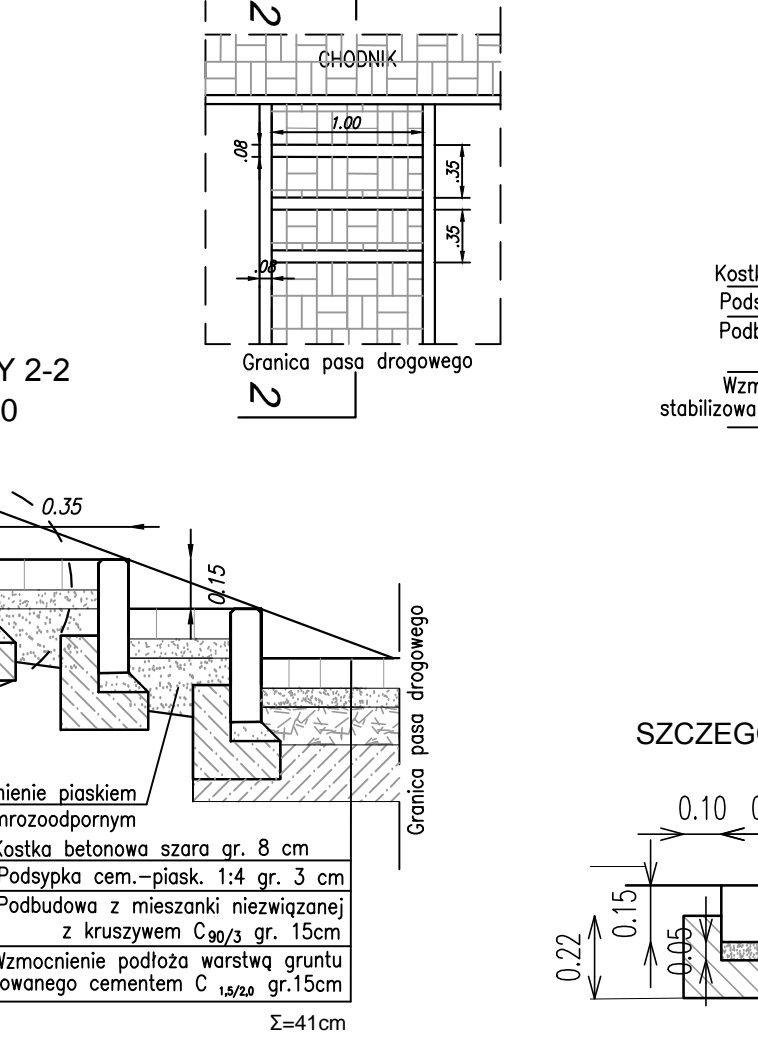 2
CHODNIK
1.00
.08
.35
.35
.08
Granica pasa drogowego
2
Y 2-2
0
Kostk
Pods
Podb
Wzm
stabilizowa
0.35
0.15
Granica pasa drogowego
nienie piaskiem
mrozoodpornym
Kostka betonowa szara gr. 8 cm
Podsypka cem.-piask. 1:4 gr. 3 cm
Podbudowa z mieszanki niezwiązanej
z kruszywem C90/3 gr. 15cm
Wzmocnienie podłoża warstwą gruntu
owanego cementem C 1,5/2,0 gr.15cm
Σ=41cm
SZCZEGÓ
0.10 0
0.15
0.22
0.05